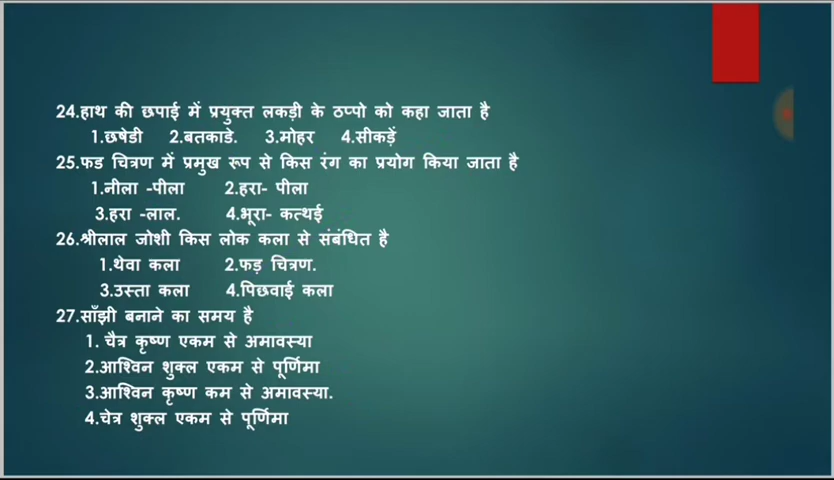 24.हाथ की छपाई में प्रयुक्त लकड़ी के ठप्पो को कहा जाता है
1.छषेडी 2.बतकाडे. 3.मोहर 4.सीकड़ें
25.फड चित्रण में प्रमुख रूप से किस रंग का प्रयोग किया जाता है
1.नीला -पीला 2.हरा- पीला
3.हरा -लाल. 4.भूरा- कत्थई
26.श्रीलाल जोशी किस लोक कला से संबंधित है
1.थेवा कला 2.फड़ चित्रण.
3.उस्ता कला 4.पिछवाई कला
27.साँझी बनाने का समय है
1. चैत्र कृष्ण एकम से अमावस्या
2.आश्विन शुक्ल एकम से पूर्णिमा
3.आश्विन कृष्ण कम से अमावस्या.
4.चेत्र शुक्ल एकम से पूर्णिमा